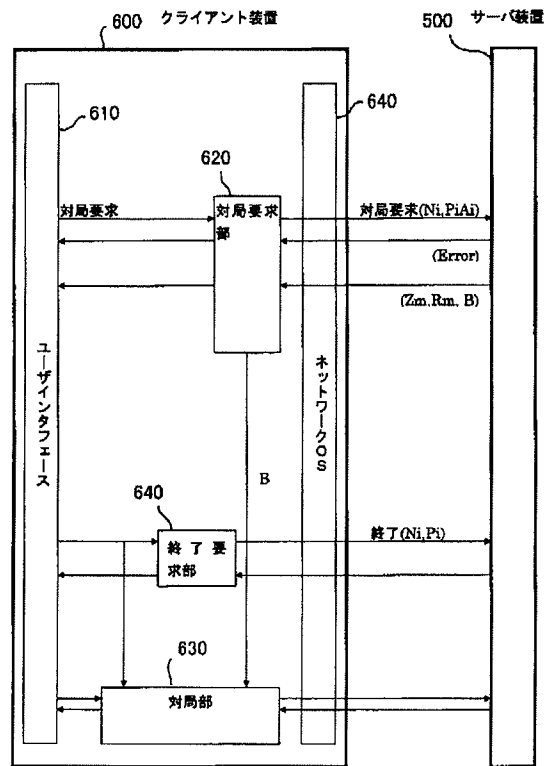 600 クライアント装置
500 サーバ装置
610
640
620
対局要求
対局要求部
対局要求(Ni,PiAi)
(Error)
(Zm,Rm,B)
ユーザインタフェース
ネットワークOS
B
640
終了要
求部
終了(Ni,Pi)
630
対局部